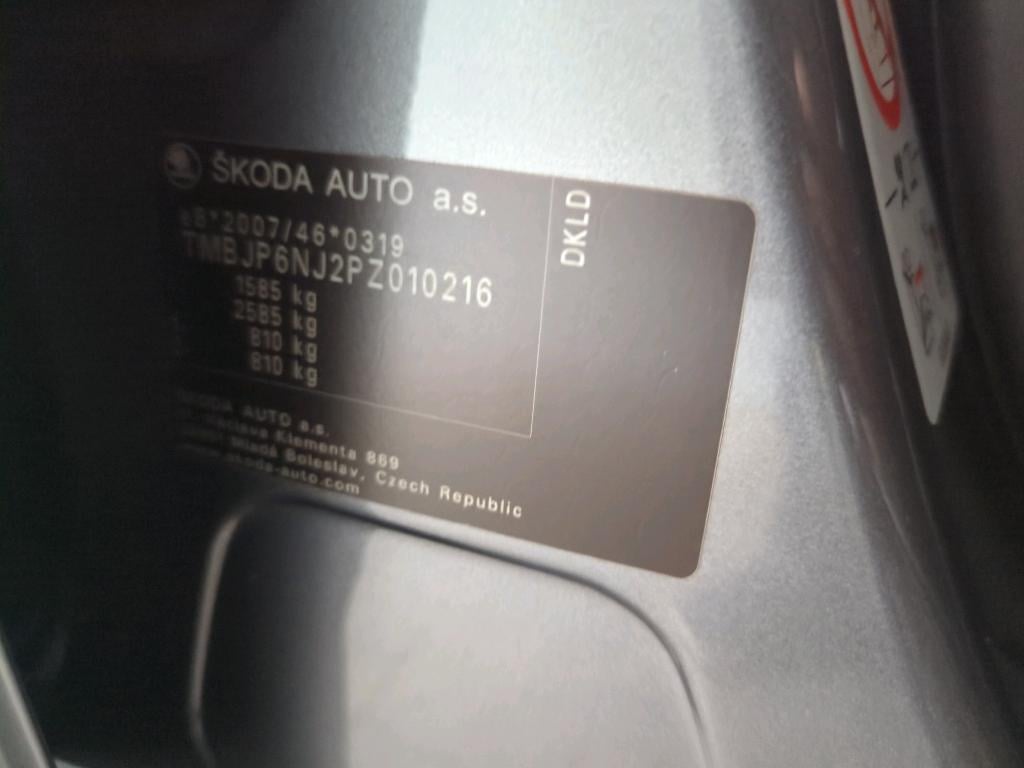 ŠKODA AUTO a.s.
e8*2007/46*0319
TMBJP6NJ2PZ010216
1585 kg
2585 kg
810 kg
810 kg
DKLD
ŠKODA AUTO a.s.
Klementa 869
Mladá Boleslav, Czech Republic
www.skoda-auto.com